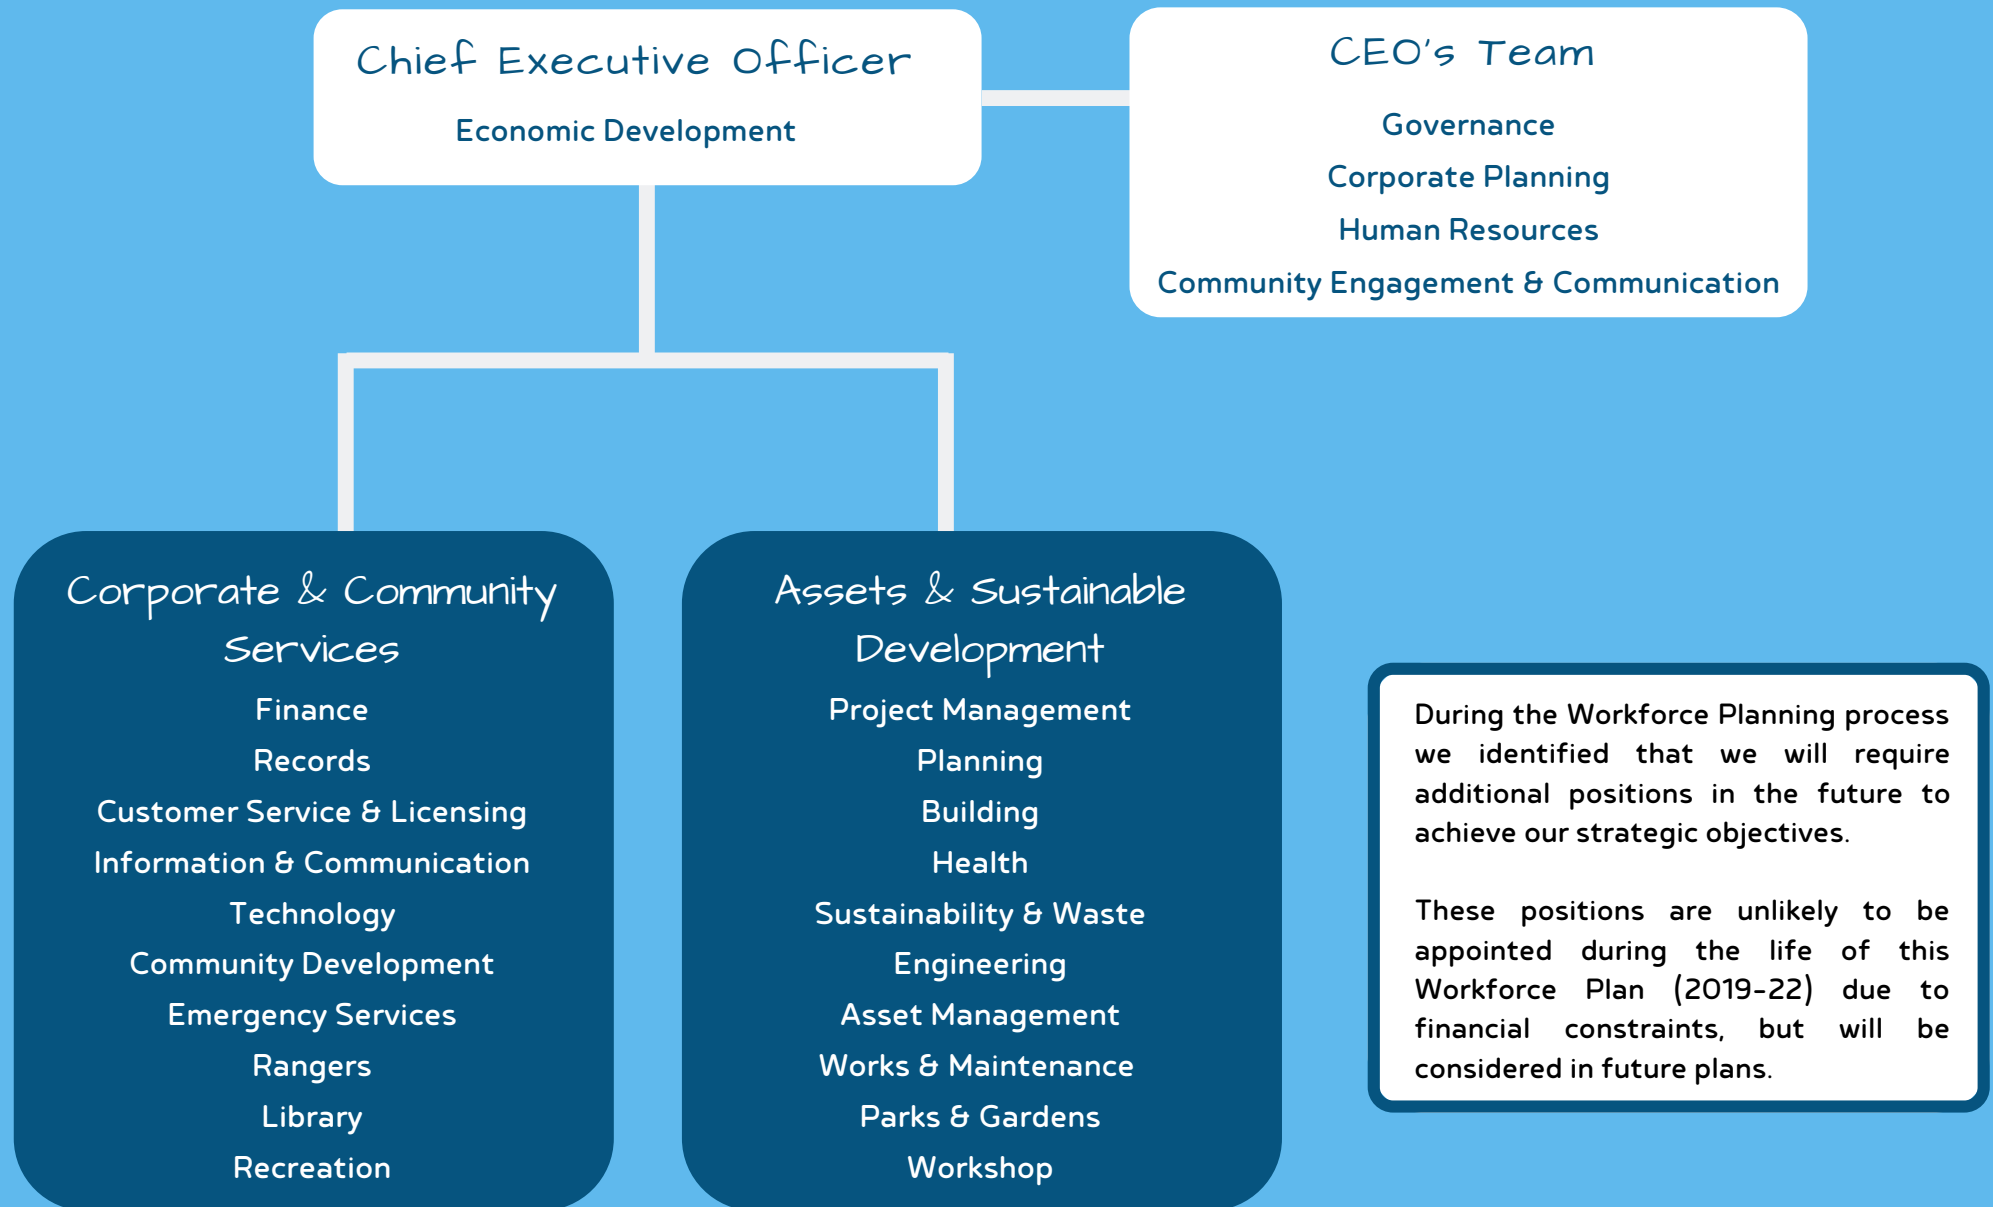 Chief Executive Officer
Economic Development
CEO's Team
Governance
Corporate Planning
Human Resources
Community Engagement & Communication
Corporate & Community
Services
Finance
Records
Customer Service & Licensing
Information & Communication
Technology
Community Development
Emergency Services
Rangers
Library
Recreation
Assets & Sustainable
Development
Project Management
Planning
Building
Health
Sustainability & Waste
Engineering
Asset Management
Works & Maintenance
Parks & Gardens
Workshop
During the Workforce Planning process
we identified that we will require
additional positions in the future to
achieve our strategic objectives.
These positions are unlikely to be
appointed during the life of this
Workforce Plan (2019-22) due to
financial constraints, but will be
considered in future plans.